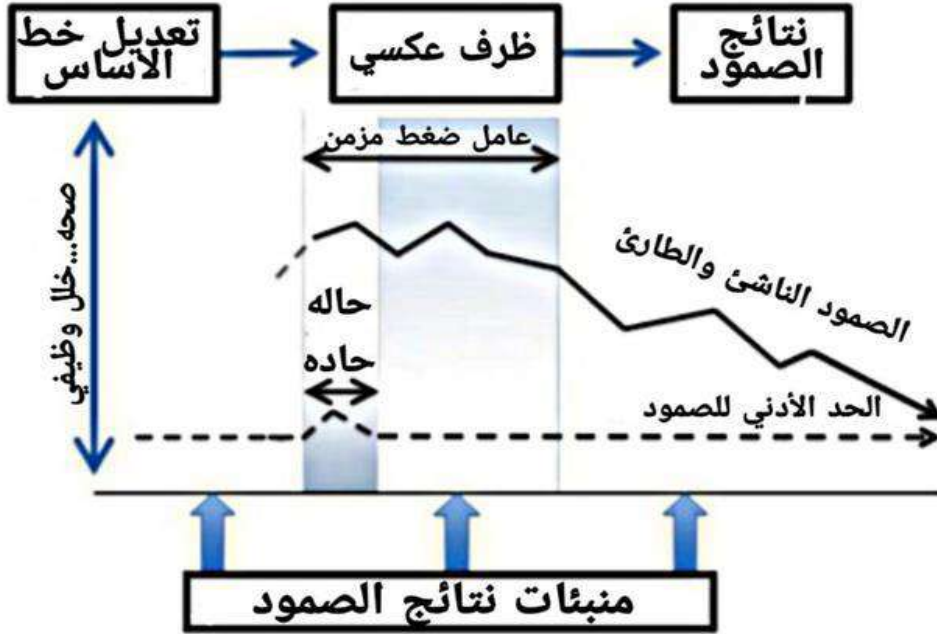 تعديل خط
الاساس
ظرف عكسي
نتائج
الصمود
عامل ضغط مزمن
صحه...خلل وظيفي
حاله
حاده
الصمود الناشئ والطارئ
الحد الأدني للصمود
منبئات نتائج الصمود